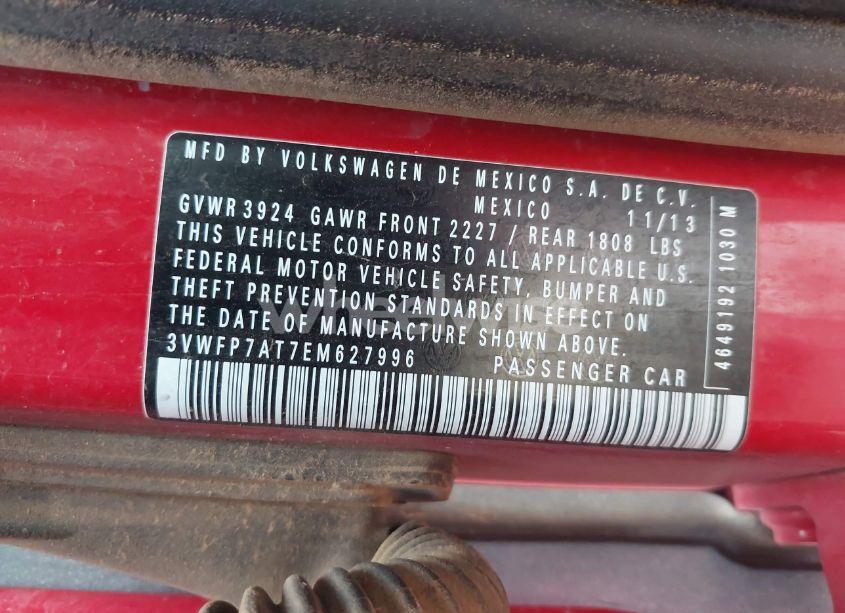 MFD BY VOLKSWAGEN DE MEXICO S.A. DE C.V.
MEXICO 11/13
GVWR 3924 GAWR FRONT 2227 / REAR 1808 LBS
THIS VEHICLE CONFORMS TO ALL APPLICABLE U.S.
FEDERAL MOTOR VEHICLE SAFETY, BUMPER AND
THEFT PREVENTION STANDARDS IN EFFECT ON
THE DATE OF MANUFACTURE SHOWN ABOVE.
3VWFP7AT7EM627996 PASSENGER CAR
4649192 1030 M